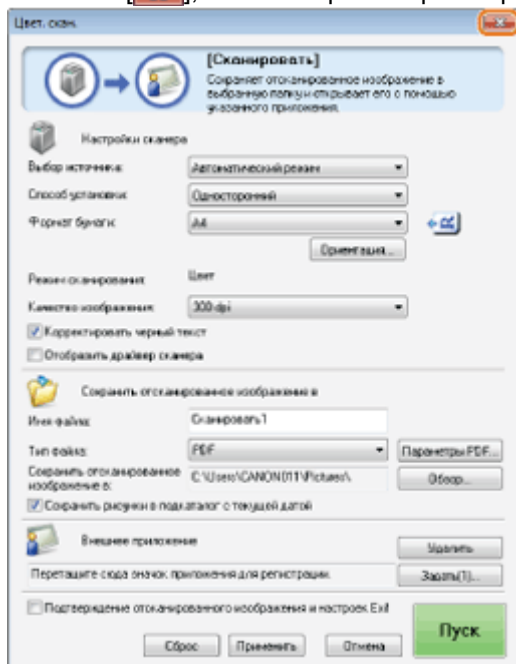 Цвет. скан.
[Сканировать]
Сохраняет отсканированное изображение в
выбранную папку и открывает его с помощью
указанного приложения.
Настройки сканера
Выбор источника: Автоматический режим
Способ установки: Односторонний
Формат бумаги: A4
Ориентация...
Режим сканирования: Цвет
Качество изображения: 300 dpi
Корректировать черный текст
Отобразить драйвер сканера
Сохранить отсканированное изображение в
Имя файла: Сканировать1
Тип файла: PDF Параметры PDF...
Сохранить отсканированное
изображение в: C:\Users\CANON011\Pictures\ Обзор...
Сохранить рисунки в подкаталог с текущей датой
Внешнее приложение Удалить
Перетащите сюда значок приложения для регистрации. Задать(1)...
Подтверждение отсканированного изображения и настроек Exif
Сброс Применить Отмена Пуск